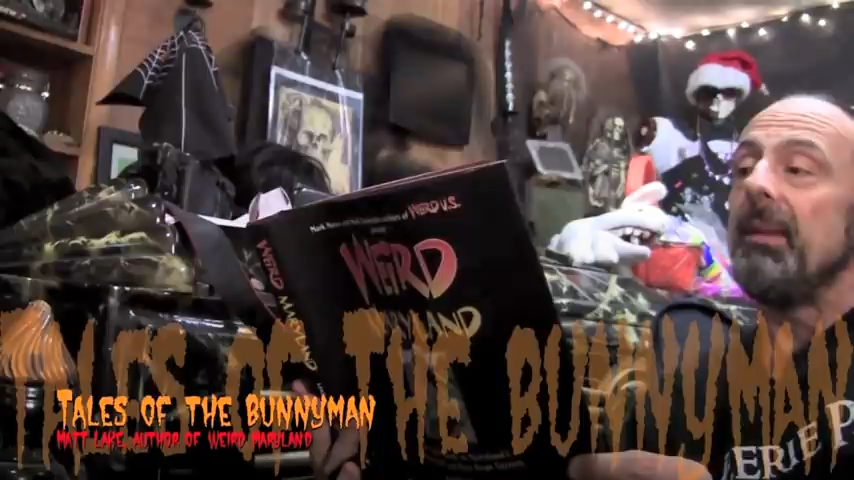 WEIRD U.S.
WEIRD
MARYLAND
WEIRD MARYLAND
TALES OF THE BUNNYMAN
TALES OF THE BUNNYMAN
MATT LAKE, AUTHOR OF WEIRD MARYLAND
EERIE P